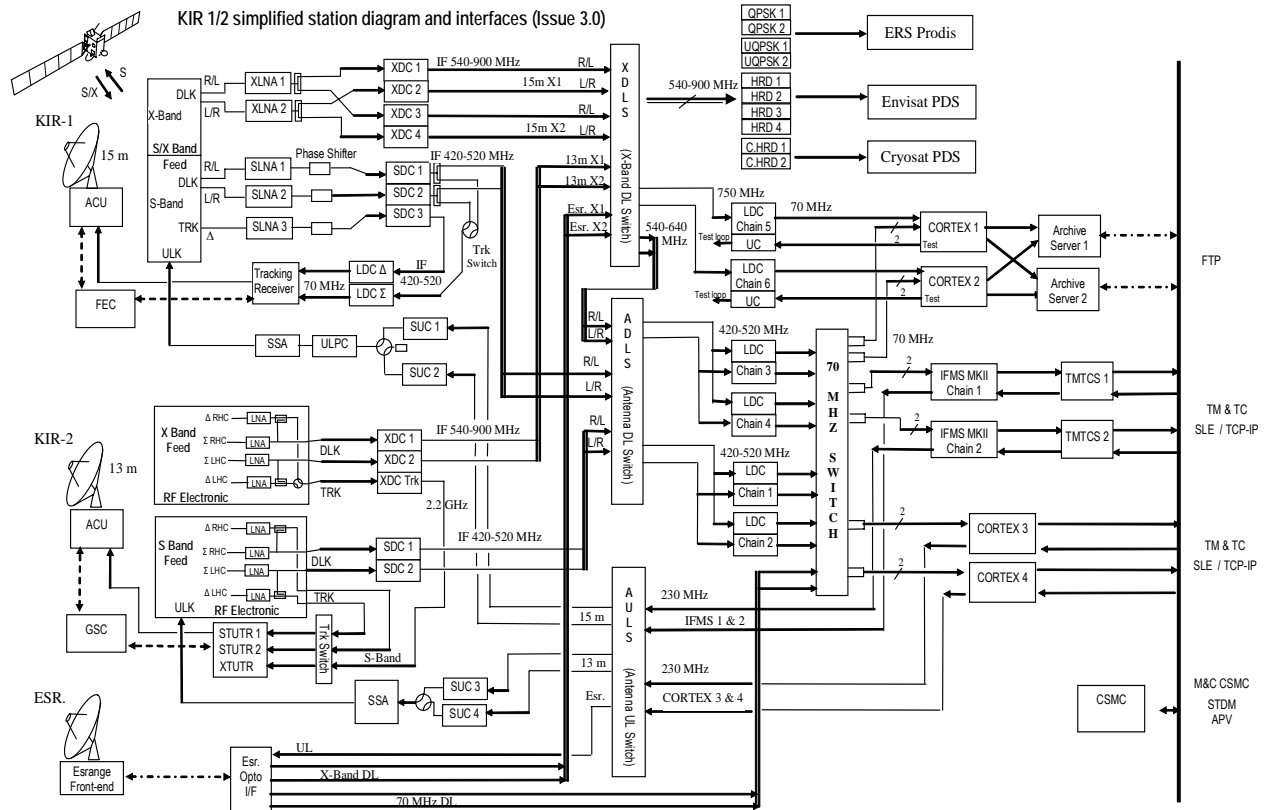 KIR 1/2 simplified station diagram and interfaces (Issue 3.0)
S
S/X
KIR-1
15 m
ACU
FEC
R/L
DLK
L/R
X-Band
S/X Band
Feed
R/L
DLK
S-Band
L/R
TRK
Δ
ULK
XLNA 1
XLNA 2
SLNA 1
SLNA 2
SLNA 3
Phase Shifter
XDC 1
XDC 2
XDC 3
XDC 4
IF 540-900 MHz
15m X1
15m X2
R/L
L/R
R/L
L/R
SDC 1
SDC 2
SDC 3
IF 420-520 MHz
Trk
Switch
Tracking
Receiver
70 MHz
LDC Δ
LDC Σ
IF
420-520
SSA
ULPC
SUC 1
SUC 2
13m X1
13m X2
Esr. X1
Esr. X2
X
D
L
S
(X-Band DL Switch)
540-900 MHz
540-640
MHz
QPSK 1
QPSK 2
UQPSK 1
UQPSK 2
HRD 1
HRD 2
HRD 3
HRD 4
C.HRD 1
C.HRD 2
ERS Prodis
Envisat PDS
Cryosat PDS
750 MHz
LDC
Chain 5
UC
Test loop
70 MHz
LDC
Chain 6
UC
Test loop
2
CORTEX 1
Test
2
CORTEX 2
Test
Archive
Server 1
Archive
Server 2
FTP
R/L
L/R
R/L
L/R
R/L
L/R
A
D
L
S
(Antenna DL Switch)
420-520 MHz
LDC
Chain 3
LDC
Chain 4
420-520 MHz
LDC
Chain 1
LDC
Chain 2
70
M
H
Z
S
W
I
T
C
H
70 MHz
2
IFMS MKII
Chain 1
TMTCS 1
2
IFMS MKII
Chain 2
TMTCS 2
TM & TC
SLE / TCP-IP
2
CORTEX 3
2
CORTEX 4
TM & TC
SLE / TCP-IP
KIR-2
13 m
ACU
GSC
Δ RHC
LNA
X Band
Feed
Σ RHC
LNA
Σ LHC
LNA
Δ LHC
LNA
RF Electronic
DLK
TRK
XDC 1
XDC 2
XDC Trk
IF 540-900 MHz
2.2 GHz
Δ RHC
LNA
S Band
Feed
Σ RHC
LNA
Σ LHC
LNA
Δ LHC
LNA
ULK
RF Electronic
DLK
TRK
SDC 1
SDC 2
IF 420-520 MHz
STUTR 1
STUTR 2
XTUTR
Trk Switch
S-Band
SSA
SUC 3
SUC 4
15 m
13 m
Esr.
A
U
L
S
(Antenna UL Switch)
230 MHz
IFMS 1 & 2
230 MHz
CORTEX 3 & 4
CSMC
M&C CSMC
STDM
APV
ESR.
Esrange
Front-end
Esr.
Opto
I/F
UL
X-Band DL
70 MHz DL